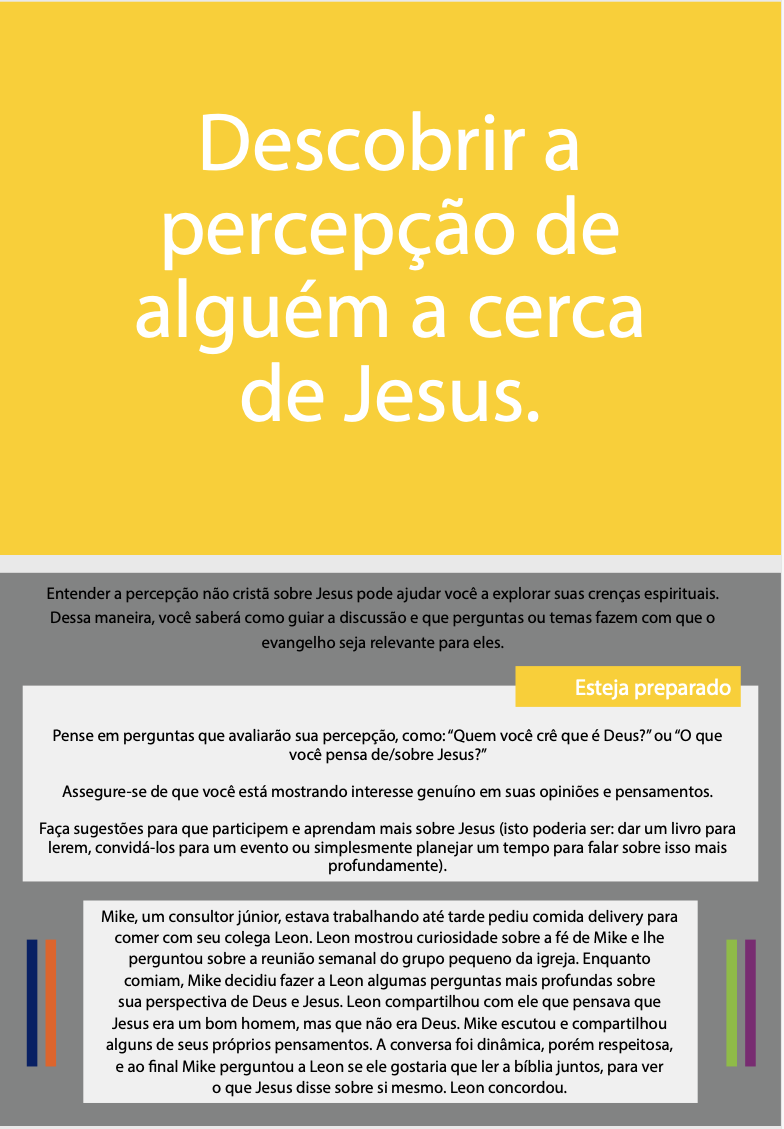 Descobrir a
percepção de
alguém a cerca
de Jesus.
Entender a percepção não cristã sobre Jesus pode ajudar você a explorar suas crenças espirituais.
Dessa maneira, você saberá como guiar a discussão e que perguntas ou temas fazem com que o
evangelho seja relevante para eles.
Esteja preparado
Pense em perguntas que avaliarão sua percepção, como: “Quem você crê que é Deus?” ou “O que
você pensa de/sobre Jesus?”
Assegure-se de que você está mostrando interesse genuíno em suas opiniões e pensamentos.
Faça sugestões para que participem e aprendam mais sobre Jesus (isto poderia ser: dar um livro para
lerem, convidá-los para um evento ou simplesmente planejar um tempo para falar sobre isso mais
profundamente).
Mike, um consultor júnior, estava trabalhando até tarde pediu comida delivery para
comer com seu colega Leon. Leon mostrou curiosidade sobre a fé de Mike e lhe
perguntou sobre a reunião semanal do grupo pequeno da igreja. Enquanto
comiam, Mike decidiu fazer a Leon algumas perguntas mais profundas sobre
sua perspectiva de Deus e Jesus. Leon compartilhou com ele que pensava que
Jesus era um bom homem, mas que não era Deus. Mike escutou e compartilhou
alguns de seus próprios pensamentos. A conversa foi dinâmica, porém respeitosa,
e ao final Mike perguntou a Leon se ele gostaria que ler a bíblia juntos, para ver
o que Jesus disse sobre si mesmo. Leon concordou.